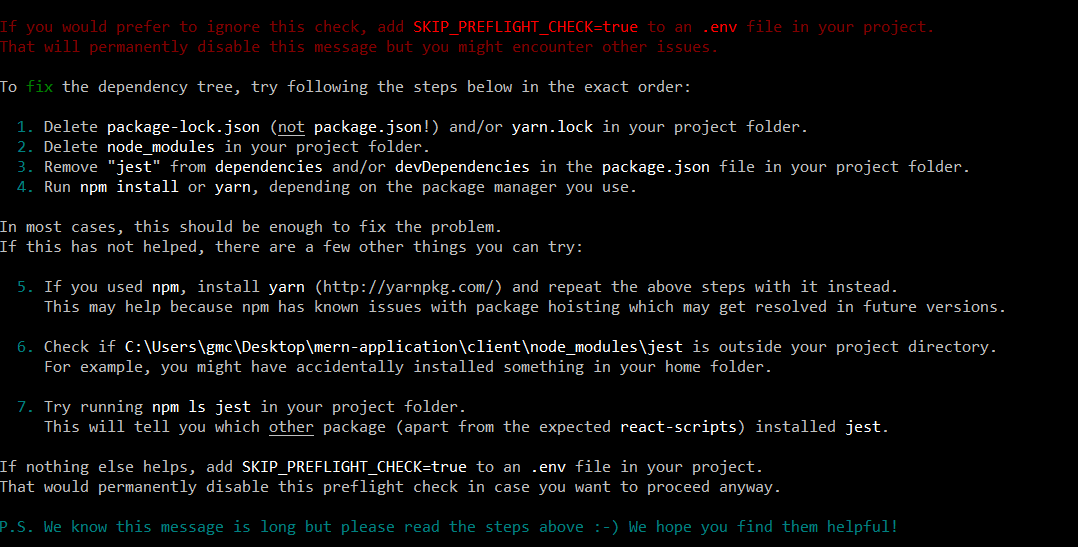 If you would prefer to ignore this check, add SKIP_PREFLIGHT_CHECK=true to an .env file in your project.
That will permanently disable this message but you might encounter other issues.
To fix the dependency tree, try following the steps below in the exact order:
1. Delete package-lock.json (not package.json!) and/or yarn.lock in your project folder.
2. Delete node_modules in your project folder.
3. Remove "jest" from dependencies and/or devDependencies in the package.json file in your project folder.
4. Run npm install or yarn, depending on the package manager you use.
In most cases, this should be enough to fix the problem.
If this has not helped, there are a few other things you can try:
5. If you used npm, install yarn (http://yarnpkg.com/) and repeat the above steps with it instead.
This may help because npm has known issues with package hoisting which may get resolved in future versions.
6. Check if C:\Users\gmc\Desktop\mern-application\client\node_modules\jest is outside your project directory.
For example, you might have accidentally installed something in your home folder.
7. Try running npm ls jest in your project folder.
This will tell you which other package (apart from the expected react-scripts) installed jest.
If nothing else helps, add SKIP_PREFLIGHT_CHECK=true to an .env file in your project.
That would permanently disable this preflight check in case you want to proceed anyway.
P.S. We know this message is long but please read the steps above :-) We hope you find them helpful!